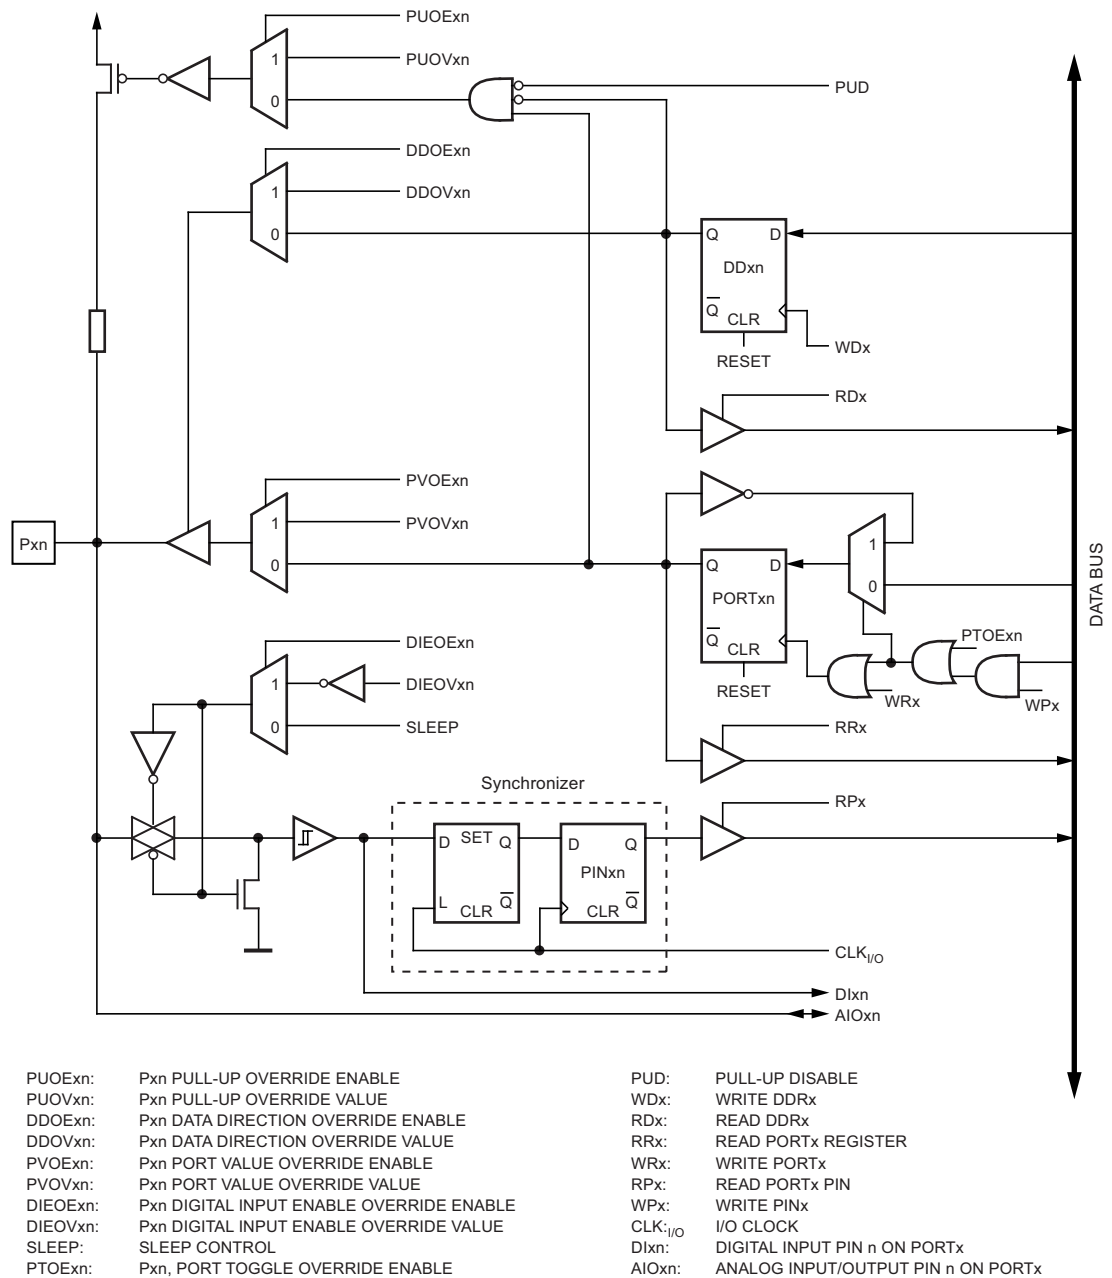 PUOExn
1
PUOVxn
0
PUD
DDOExn
1
DDOVxn
0
Q D
DDxn
Q
CLR
RESET
WDx
RDx
PVOExn
1
PVOVxn
0
Pxn
1
0
Q D
PORTxn
Q
CLR
RESET
PTOExn
WRx
WPx
DATA BUS
DIEOExn
1
DIEOVxn
0
SLEEP
RRx
Synchronizer
RPx
D SET Q
L
CLR
Q
D Q
PINxn
CLR
Q
CLKI/O
DIxn
AIOxn
PUOExn: Pxn PULL-UP OVERRIDE ENABLE
PUOVxn: Pxn PULL-UP OVERRIDE VALUE
DDOExn: Pxn DATA DIRECTION OVERRIDE ENABLE
DDOVxn: Pxn DATA DIRECTION OVERRIDE VALUE
PVOExn: Pxn PORT VALUE OVERRIDE ENABLE
PVOVxn: Pxn PORT VALUE OVERRIDE VALUE
DIEOExn: Pxn DIGITAL INPUT ENABLE OVERRIDE ENABLE
DIEOVxn: Pxn DIGITAL INPUT ENABLE OVERRIDE VALUE
SLEEP: SLEEP CONTROL
PTOExn: Pxn, PORT TOGGLE OVERRIDE ENABLE
PUD: PULL-UP DISABLE
WDx: WRITE DDRx
RDx: READ DDRx
RRx: READ PORTx REGISTER
WRx: WRITE PORTx
RPx: READ PORTx PIN
WPx: WRITE PINx
CLK:I/O I/O CLOCK
DIxn: DIGITAL INPUT PIN n ON PORTx
AIOxn: ANALOG INPUT/OUTPUT PIN n ON PORTx